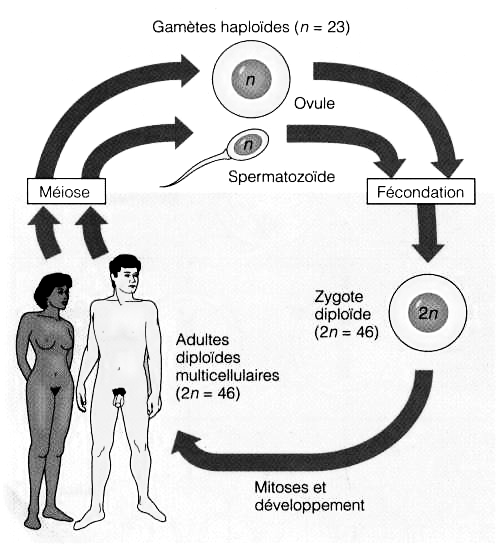 Gamètes haploïdes (n = 23)
n
Ovule
n
Spermatozoïde
Méiose
Fécondation
Zygote
diploïde
(2n = 46)
2n
Adultes
diploïdes
multicellulaires
(2n = 46)
Mitoses et
développement